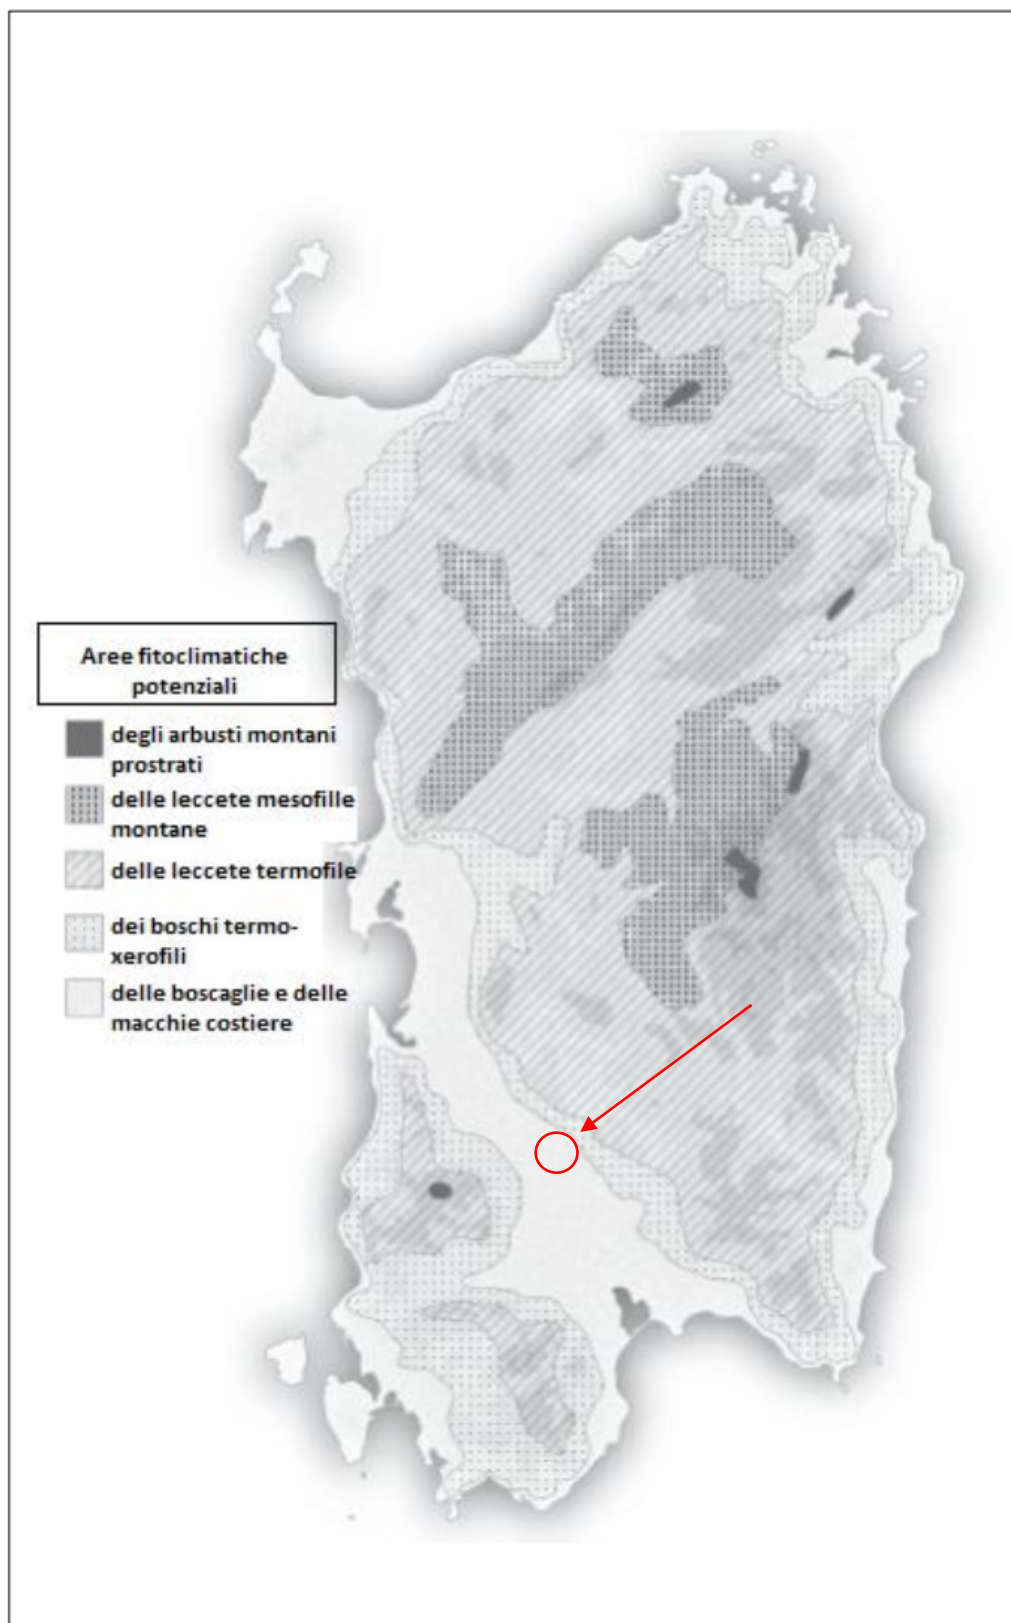 Aree fitoclimatiche
potenziali
degli arbusti montani
prostrati
delle leccete mesofille
montane
delle leccete termofile
dei boschi termo-
xerofili
delle boscaglie e delle
macchie costiere